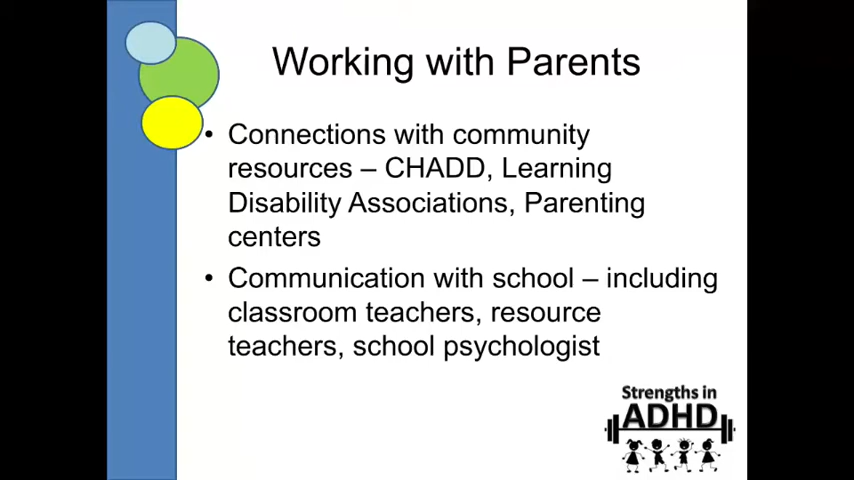 Working with Parents
• Connections with community
resources – CHADD, Learning
Disability Associations, Parenting
centers
• Communication with school – including
classroom teachers, resource
teachers, school psychologist
Strengths in
ADHD